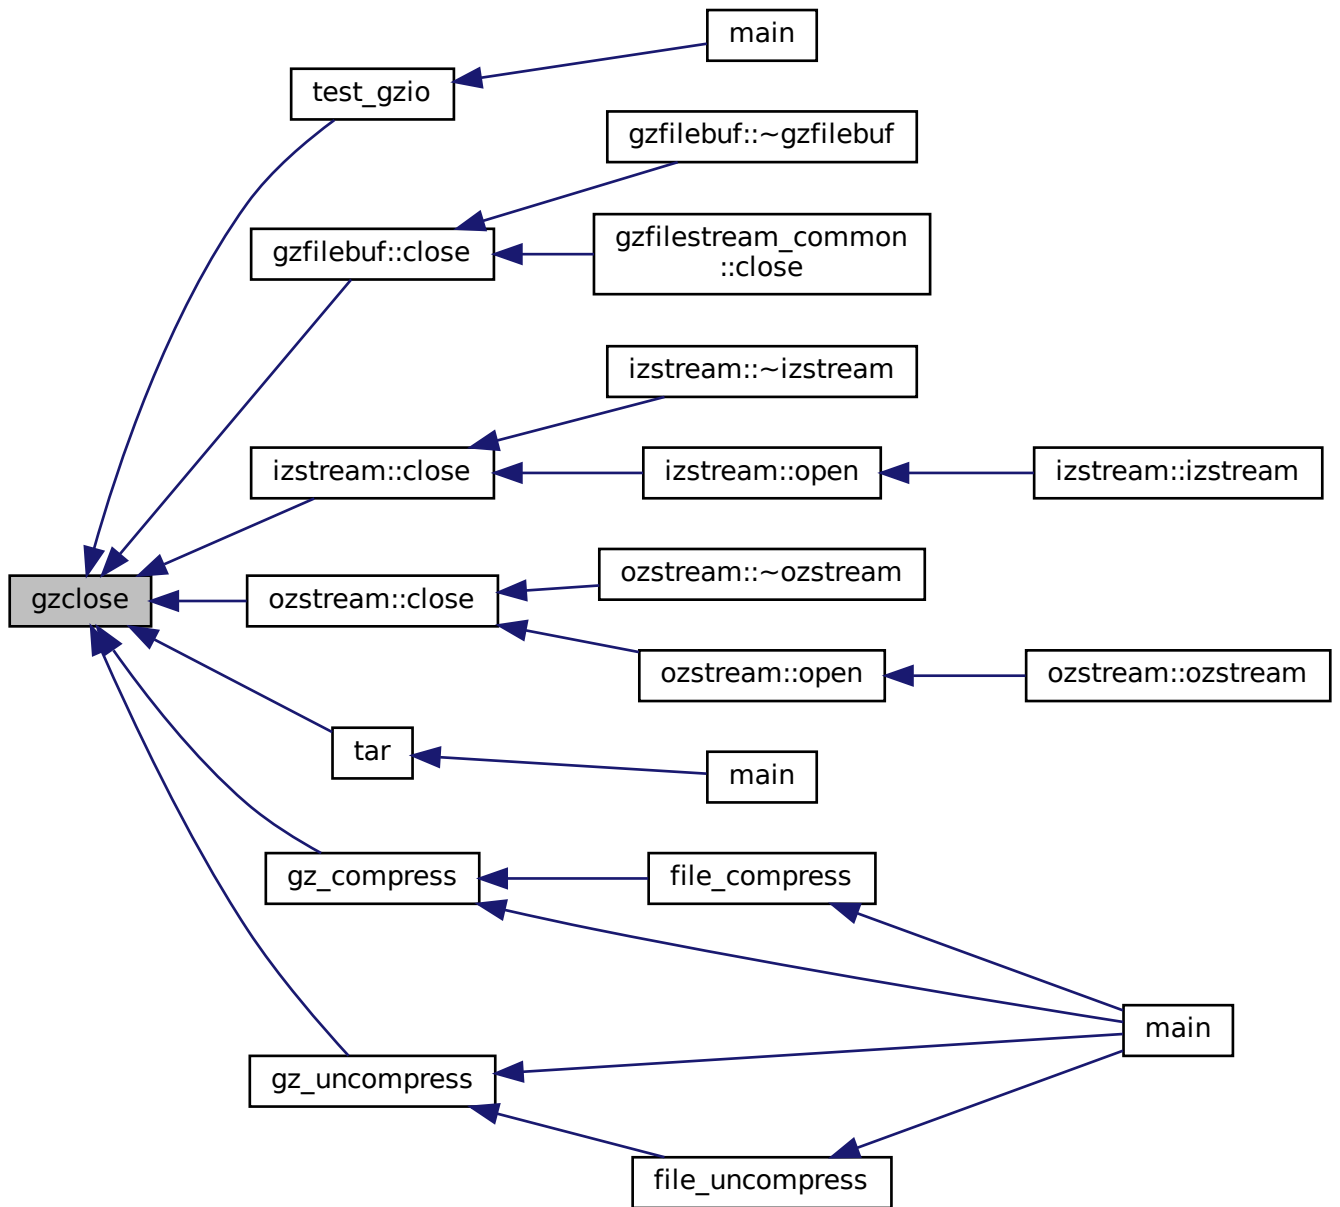 main
test_gzio
gzfilebuf::~gzfilebuf
gzfilestream_common
::close
gzfilebuf::close
izstream::~izstream
izstream::close
izstream::open
izstream::izstream
ozstream::~ozstream
gzclose
ozstream::close
ozstream::open
ozstream::ozstream
tar
main
gz_compress
file_compress
main
gz_uncompress
file_uncompress